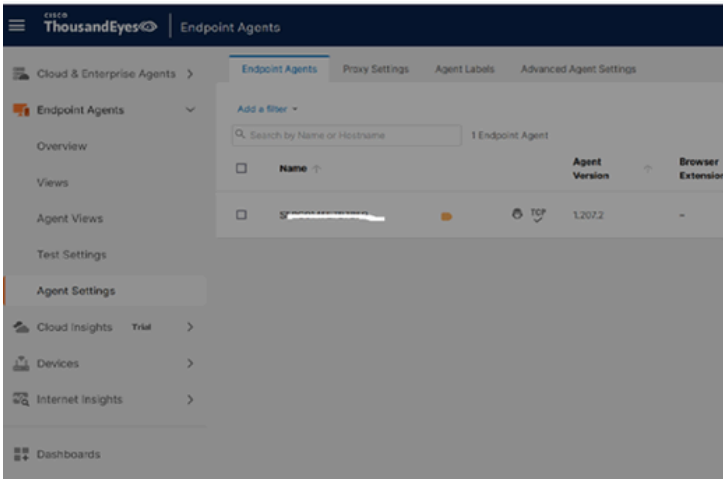 CISCO
ThousandEyes
Endpoint Agents
Cloud & Enterprise Agents
Endpoint Agents
Overview
Views
Agent Views
Test Settings
Agent Settings
Cloud Insights Trial
Devices
Internet Insights
Dashboards
Endpoint Agents Proxy Settings Agent Labels Advanced Agent Settings
Add a filter
Search by Name or Hostname 1 Endpoint Agent
Name Agent Version Browser Extension
TCP 1.207.2 –